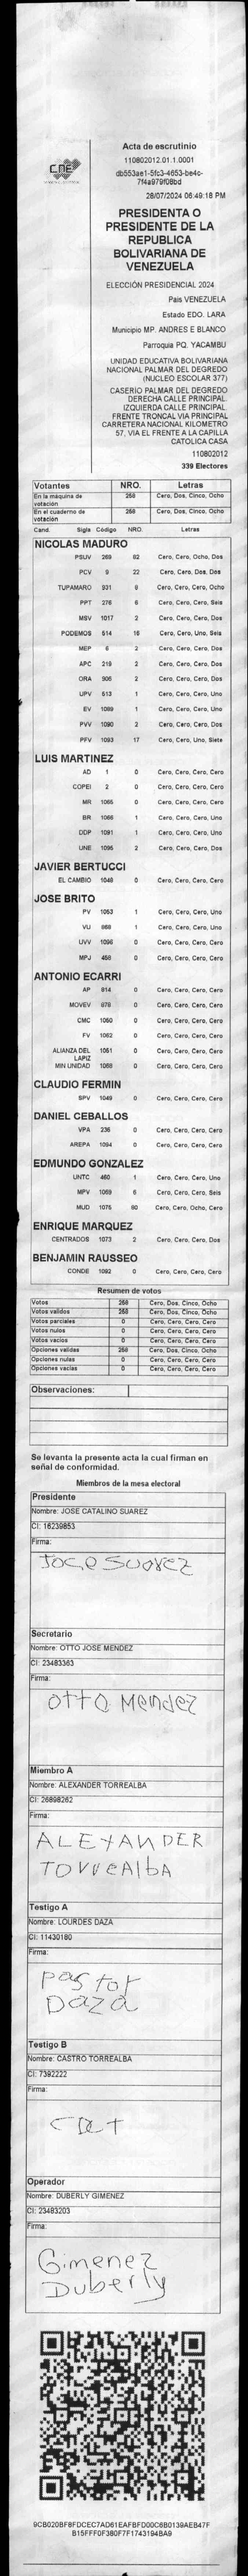 CNE
Acta de escrutinio
110802012.01.1.0001
db553ae1-5fc3-4653-be4c-
7f4a979f08bd
28/07/2024 06:49:18 PM
PRESIDENTA O
PRESIDENTE DE LA
REPUBLICA
BOLIVARIANA DE
VENEZUELA
ELECCIÓN PRESIDENCIAL 2024
Pais VENEZUELA
Estado EDO. LARA
Municipio MP. ANDRES E BLANCO
Parroquia PQ. YACAMBU
UNIDAD EDUCATIVA BOLIVARIANA
NACIONAL PALMAR DEL DEGREDO
(NUCLEO ESCOLAR 377)
CASERIO PALMAR DEL DEGREDO
DERECHA CALLE PRINCIPAL.
IZQUIERDA CALLE PRINCIPAL.
FRENTE TRONCAL VIA PRINCIPAL
CARRETERA NACIONAL KILOMETRO
57, VIA EL FRENTE A LA CAPILLA
CATOLICA CASA
110802012
339 Electores
Votantes NRO. Letras
En la máquina de votación 258 Cero, Dos, Cinco, Ocho
En el cuaderno de votación 258 Cero, Dos, Cinco, Ocho
Cand. Sigla Código NRO. Letras
NICOLAS MADURO
PSUV 269 82 Cero, Cero, Ocho, Dos
PCV 9 22 Cero, Cero, Dos, Dos
TUPAMARO 931 8 Cero, Cero, Cero, Ocho
PPT 276 6 Cero, Cero, Cero, Seis
MSV 1017 2 Cero, Cero, Cero, Dos
PODEMOS 514 16 Cero, Cero, Uno, Seis
MEP 6 2 Cero, Cero, Cero, Dos
APC 219 2 Cero, Cero, Cero, Dos
ORA 906 2 Cero, Cero, Cero, Dos
UPV 513 1 Cero, Cero, Cero, Uno
EV 1089 1 Cero, Cero, Cero, Uno
PVV 1090 2 Cero, Cero, Cero, Dos
PFV 1093 17 Cero, Cero, Uno, Siete
LUIS MARTINEZ
AD 1 0 Cero, Cero, Cero, Cero
COPEI 2 0 Cero, Cero, Cero, Cero
MR 1065 0 Cero, Cero, Cero, Cero
BR 1066 1 Cero, Cero, Cero, Uno
DDP 1091 1 Cero, Cero, Cero, Uno
UNE 1095 2 Cero, Cero, Cero, Dos
JAVIER BERTUCCI
EL CAMBIO 1048 0 Cero, Cero, Cero, Cero
JOSE BRITO
PV 1053 1 Cero, Cero, Cero, Uno
VU 868 1 Cero, Cero, Cero, Uno
UVV 1096 0 Cero, Cero, Cero, Cero
MPJ 458 0 Cero, Cero, Cero, Cero
ANTONIO ECARRI
AP 814 0 Cero, Cero, Cero, Cero
MOVEV 679 0 Cero, Cero, Cero, Cero
CMC 1050 0 Cero, Cero, Cero, Cero
FV 1062 0 Cero, Cero, Cero, Cero
ALIANZA DEL LAPIZ 1051 0 Cero, Cero, Cero, Cero
MIN UNIDAD 1068 0 Cero, Cero, Cero, Cero
CLAUDIO FERMIN
SPV 1049 0 Cero, Cero, Cero, Cero
DANIEL CEBALLOS
VPA 236 0 Cero, Cero, Cero, Cero
AREPA 1094 0 Cero, Cero, Cero, Cero
EDMUNDO GONZALEZ
UNTC 460 1 Cero, Cero, Cero, Uno
MPV 1069 6 Cero, Cero, Cero, Seis
MUD 1075 80 Cero, Cero, Ocho, Cero
ENRIQUE MARQUEZ
CENTRADOS 1073 2 Cero, Cero, Cero, Dos
BENJAMIN RAUSSEO
CONDE 1092 0 Cero, Cero, Cero, Cero
Resumen de votos
Votos 258 Cero, Dos, Cinco, Ocho
Votos validos 258 Cero, Dos, Cinco, Ocho
Votos parciales 0 Cero, Cero, Cero, Cero
Votos nulos 0 Cero, Cero, Cero, Cero
Votos vacios 0 Cero, Cero, Cero, Cero
Opciones validas 258 Cero, Dos, Cinco, Ocho
Opciones nulas 0 Cero, Cero, Cero, Cero
Opciones vacias 0 Cero, Cero, Cero, Cero
Observaciones:
Se levanta la presente acta la cual firman en
señal de conformidad.
Miembros de la mesa electoral
Presidente
Nombre: JOSE CATALINO SUAREZ
CI: 16239853
Firma:
Jose Suarez
Secretario
Nombre: OTTO JOSE MENDEZ
CI: 23483363
Firma:
Otto Mendez
Miembro A
Nombre: ALEXANDER TORREALBA
CI: 26898262
Firma:
ALEXANDER
TorreAlbA
Testigo A
Nombre: LOURDES DAZA
CI: 11430180
Firma:
pastor
Daza
Testigo B
Nombre: CASTRO TORREALBA
CI: 7392222
Firma:
Operador
Nombre: DUBERLY GIMENEZ
CI: 23483203
Firma:
Gimenez
Duberly
9CB020BF8FDCEC7AD61EAFBFD00C6B0139AEB47F
B15FFF0F380F7F1743194BA9